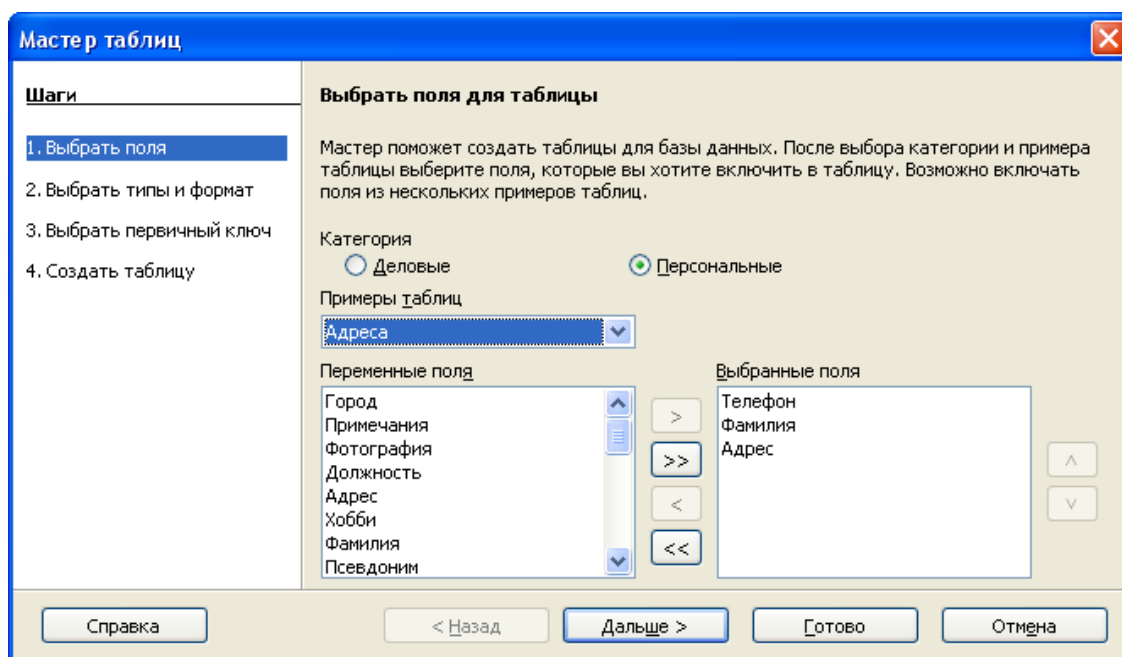 Мастер таблиц
Шаги
1. Выбрать поля
2. Выбрать типы и формат
3. Выбрать первичный ключ
4. Создать таблицу
Выбрать поля для таблицы
Мастер поможет создать таблицы для базы данных. После выбора категории и примера
таблицы выберите поля, которые вы хотите включить в таблицу. Возможно включать
поля из нескольких примеров таблиц.
Категория
Деловые
Персональные
Примеры таблиц
Адреса
Переменные поля
Город
Примечания
Фотография
Должность
Адрес
Хобби
Фамилия
Псевдоним
>
>>
<
<<
Выбранные поля
Телефон
Фамилия
Адрес
^
v
Справка
< Назад
Дальше >
Готово
Отмена